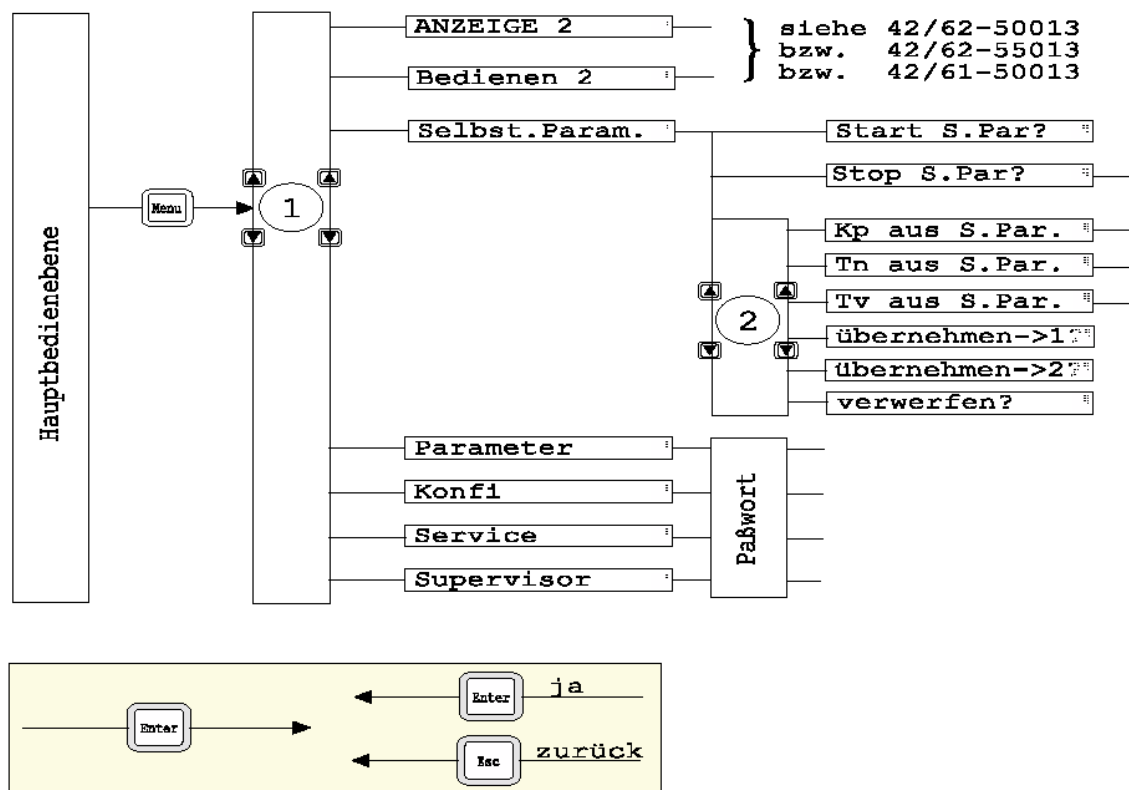 Hauptbedienebene
Menu
1
ANZEIGE 2
Bedienen 2
siehe 42/62-50013
bzw. 42/62-55013
bzw. 42/61-50013
Selbst.Param.
Start S.Par?
Stop S.Par?
2
Kp aus S.Par.
Tn aus S.Par.
Tv aus S.Par.
übernehmen->1?
übernehmen->2?
verwerfen?
Parameter
Konfi
Service
Supervisor
Paßwort
Enter
Enter ja
Esc zurück